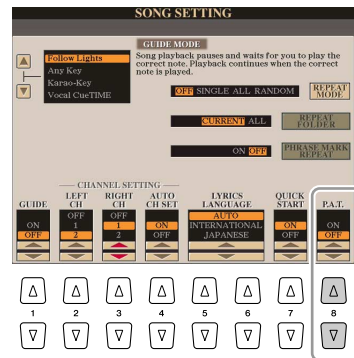 SONG SETTING
GUIDE MODE
Follow Lights
Any Key
Karao-Key
Vocal CueTIME
Song playback pauses and waits for you to play the
correct note. Playback continues when the correct
note is played.
OFF SINGLE ALL RANDOM
REPEAT
MODE
CURRENT ALL
REPEAT
FOLDER
ON OFF
PHRASE MARK
REPEAT
CHANNEL SETTING
GUIDE
LEFT
CH
RIGHT
CH
AUTO
CH SET
LYRICS
LANGUAGE
QUICK
START
P.A.T.
ON
OFF
OFF
1
2
OFF
1
2
ON
OFF
AUTO
INTERNATIONAL
JAPANESE
ON
OFF
ON
OFF
1 2 3 4 5 6 7 8